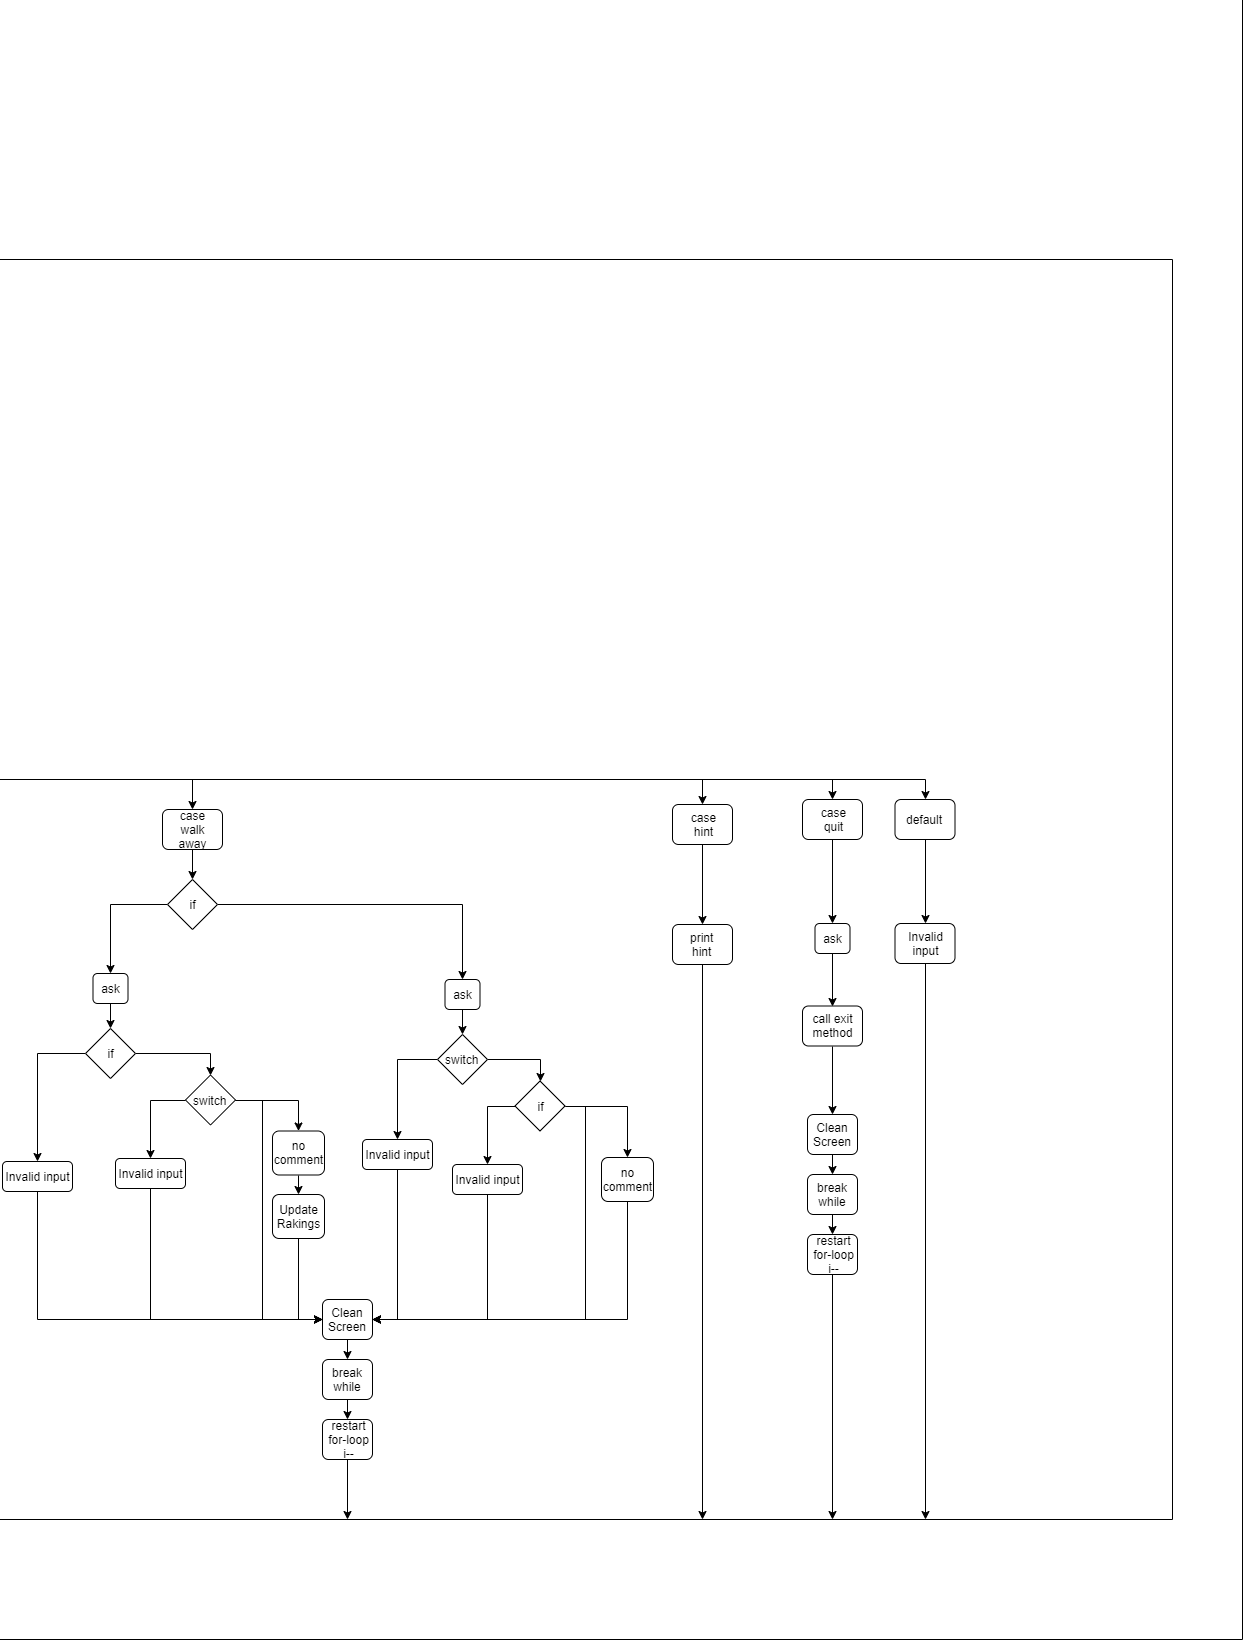 case
walk
away
case
hint
case
quit
default
if
print
hint
ask
Invalid
input
ask
ask
call exit
method
if
switch
switch
if
Clean
Screen
no
comment
Invalid input
Invalid input
Invalid input
Invalid input
no
comment
break
while
Update
Rakings
restart
for-loop
i--
Clean
Screen
break
while
restart
for-loop
i--